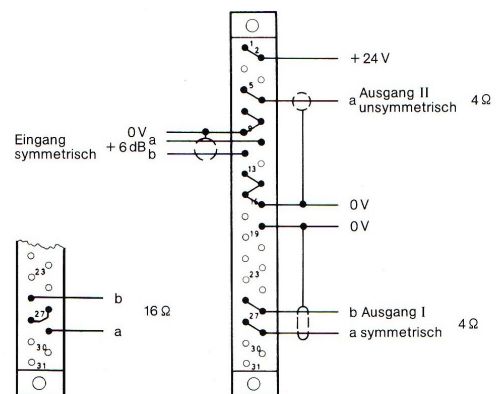 1 2
+24 V
5
a Ausgang II 4 Ω
unsymmetrisch
9
0 V
Eingang +6 dB a
symmetrisch b
13
16
0 V
0 V
19
23
27
b Ausgang I
a symmetrisch 4 Ω
30
31
23
b
27
16 Ω
a
30
31